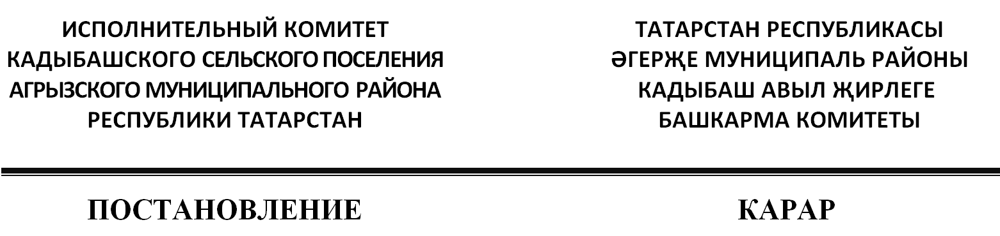 ИСПОЛНИТЕЛЬНЫЙ КОМИТЕТ
КАДЫБАШСКОГО СЕЛЬСКОГО ПОСЕЛЕНИЯ
АГРЫЗСКОГО МУНИЦИПАЛЬНОГО РАЙОНА
РЕСПУБЛИКИ ТАТАРСТАН
ТАТАРСТАН РЕСПУБЛИКАСЫ
ӘГЕРҖЕ МУНИЦИПАЛЬ РАЙОНЫ
КАДЫБАШ АВЫЛ ҖИРЛЕГЕ
БАШКАРМА КОМИТЕТЫ
ПОСТАНОВЛЕНИЕ
КАРАР